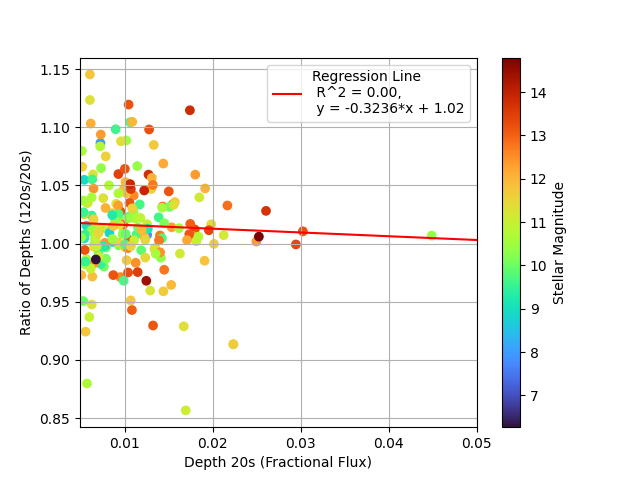 Regression Line
R^2 = 0.00,
y = -0.3236*x + 1.02
1.15
1.10
1.05
1.00
0.95
0.90
0.85
Ratio of Depths (120s/20s)
0.01 0.02 0.03 0.04 0.05
Depth 20s (Fractional Flux)
14
13
12
11
10
9
8
7
Stellar Magnitude